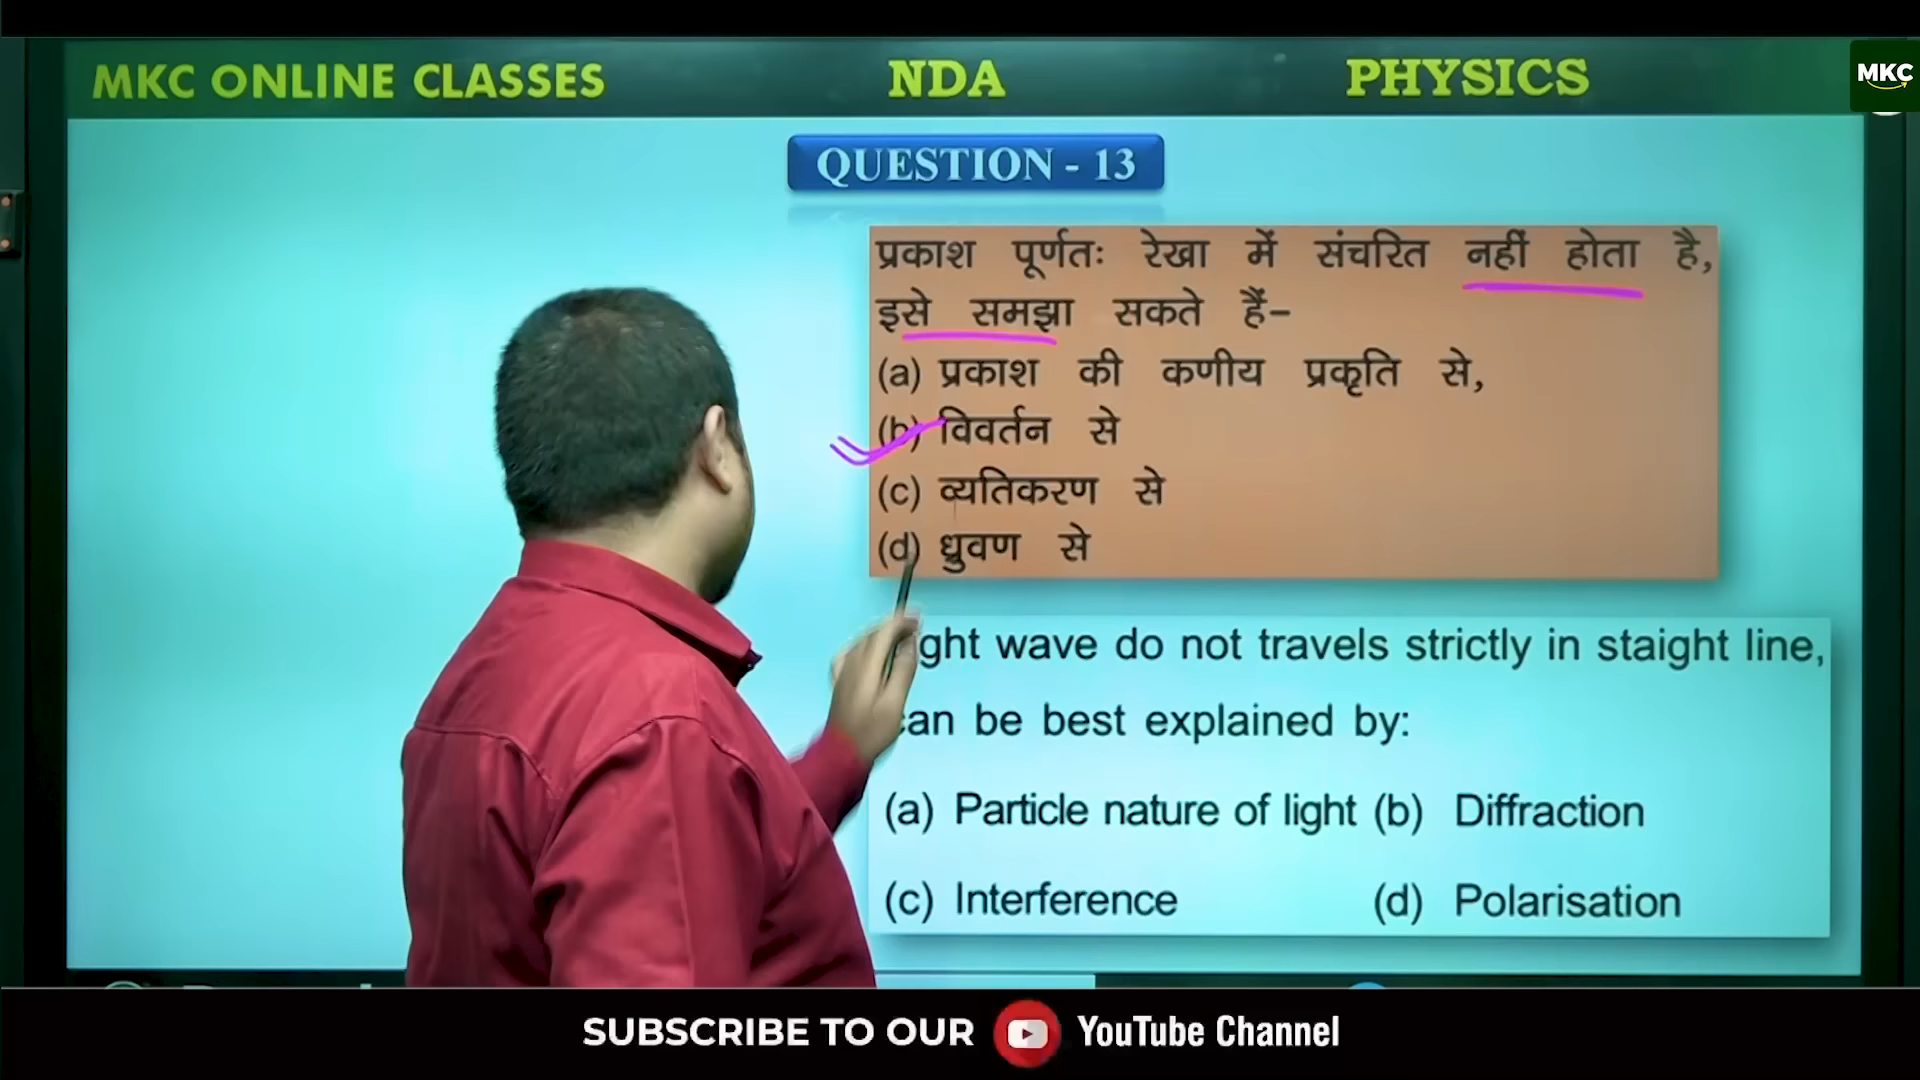 MKC ONLINE CLASSES NDA PHYSICS
MKC
QUESTION - 13
प्रकाश पूर्णतः रेखा में संचरित नहीं होता है,
इसे समझा सकते हैं-
(a) प्रकाश की कणीय प्रकृति से,
(b) विवर्तन से
(c) व्यतिकरण से
(d) ध्रुवण से
ght wave do not travels strictly in staight line,
can be best explained by:
(a) Particle nature of light (b) Diffraction
(c) Interference (d) Polarisation
SUBSCRIBE TO OUR YouTube Channel